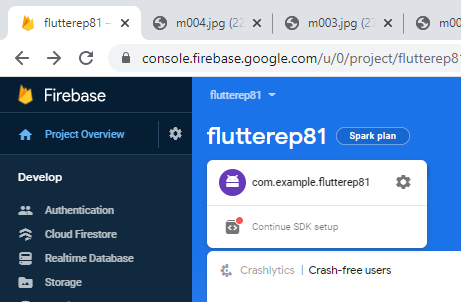 flutterep81 –
m004.jpg (22
m003.jpg (27
m00
console.firebase.google.com/u/0/project/flutterep81
Firebase
flutterep81
Project Overview
flutterep81
Spark plan
Develop
com.example.flutterep81
Authentication
Continue SDK setup
Cloud Firestore
Realtime Database
Crashlytics | Crash-free users
Storage